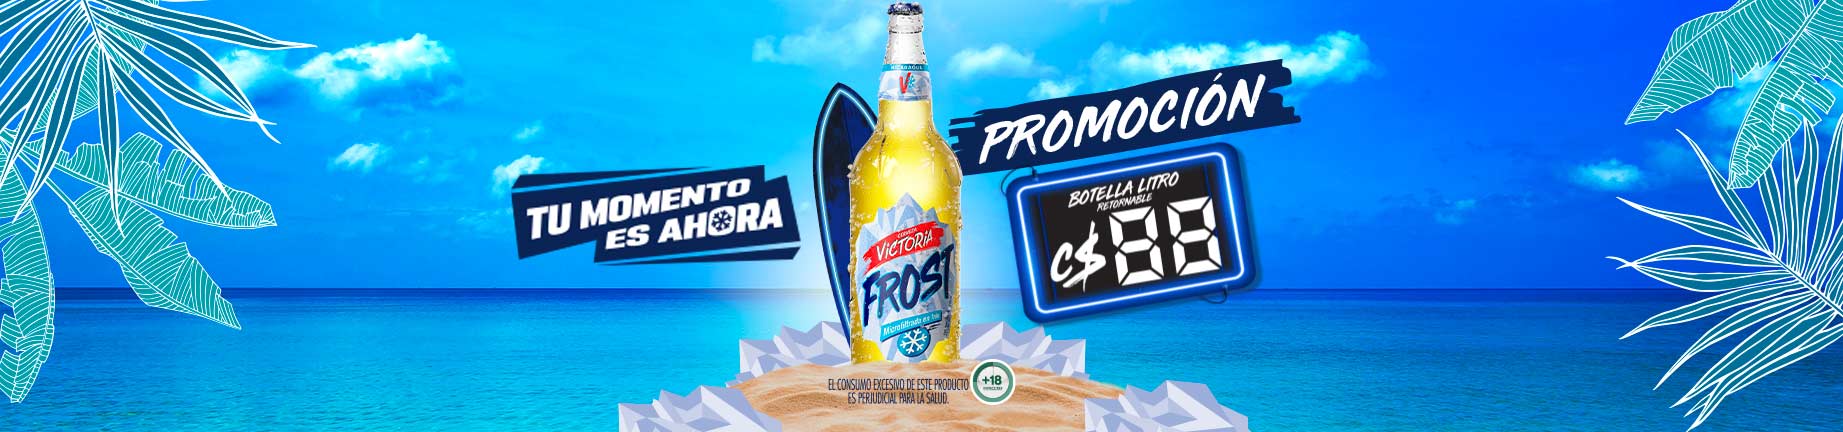 TU MOMENTO
ES AHORA
NICARAGUA
CERVEZA
VICTORIA
FROST
Microfiltrada en frío
PROMOCIÓN
BOTELLA LITRO
RETORNABLE
C$88
EL CONSUMO EXCESIVO DE ESTE PRODUCTO
ES PERJUDICIAL PARA LA SALUD.
+18